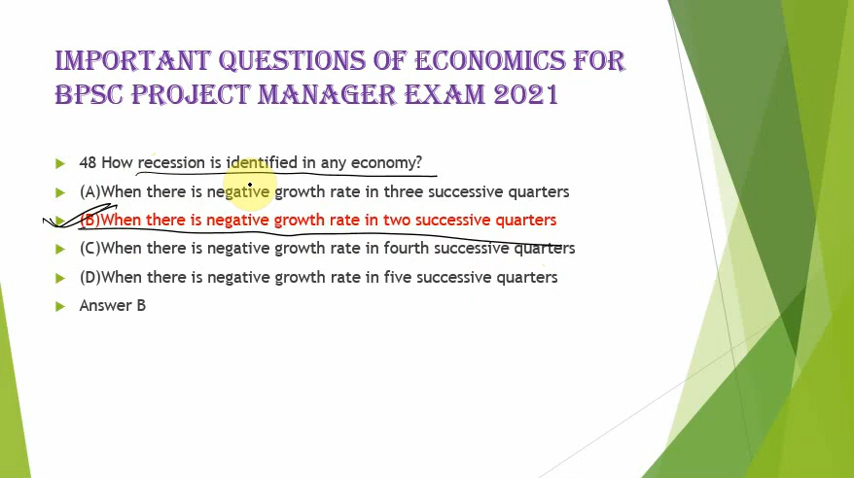 IMPORTANT QUESTIONS OF ECONOMICS FOR
BPSC PROJECT MANAGER EXAM 2021
48 How recession is identified in any economy?
(A)When there is negative growth rate in three successive quarters
(B)When there is negative growth rate in two successive quarters
(C)When there is negative growth rate in fourth successive quarters
(D)When there is negative growth rate in five successive quarters
Answer B